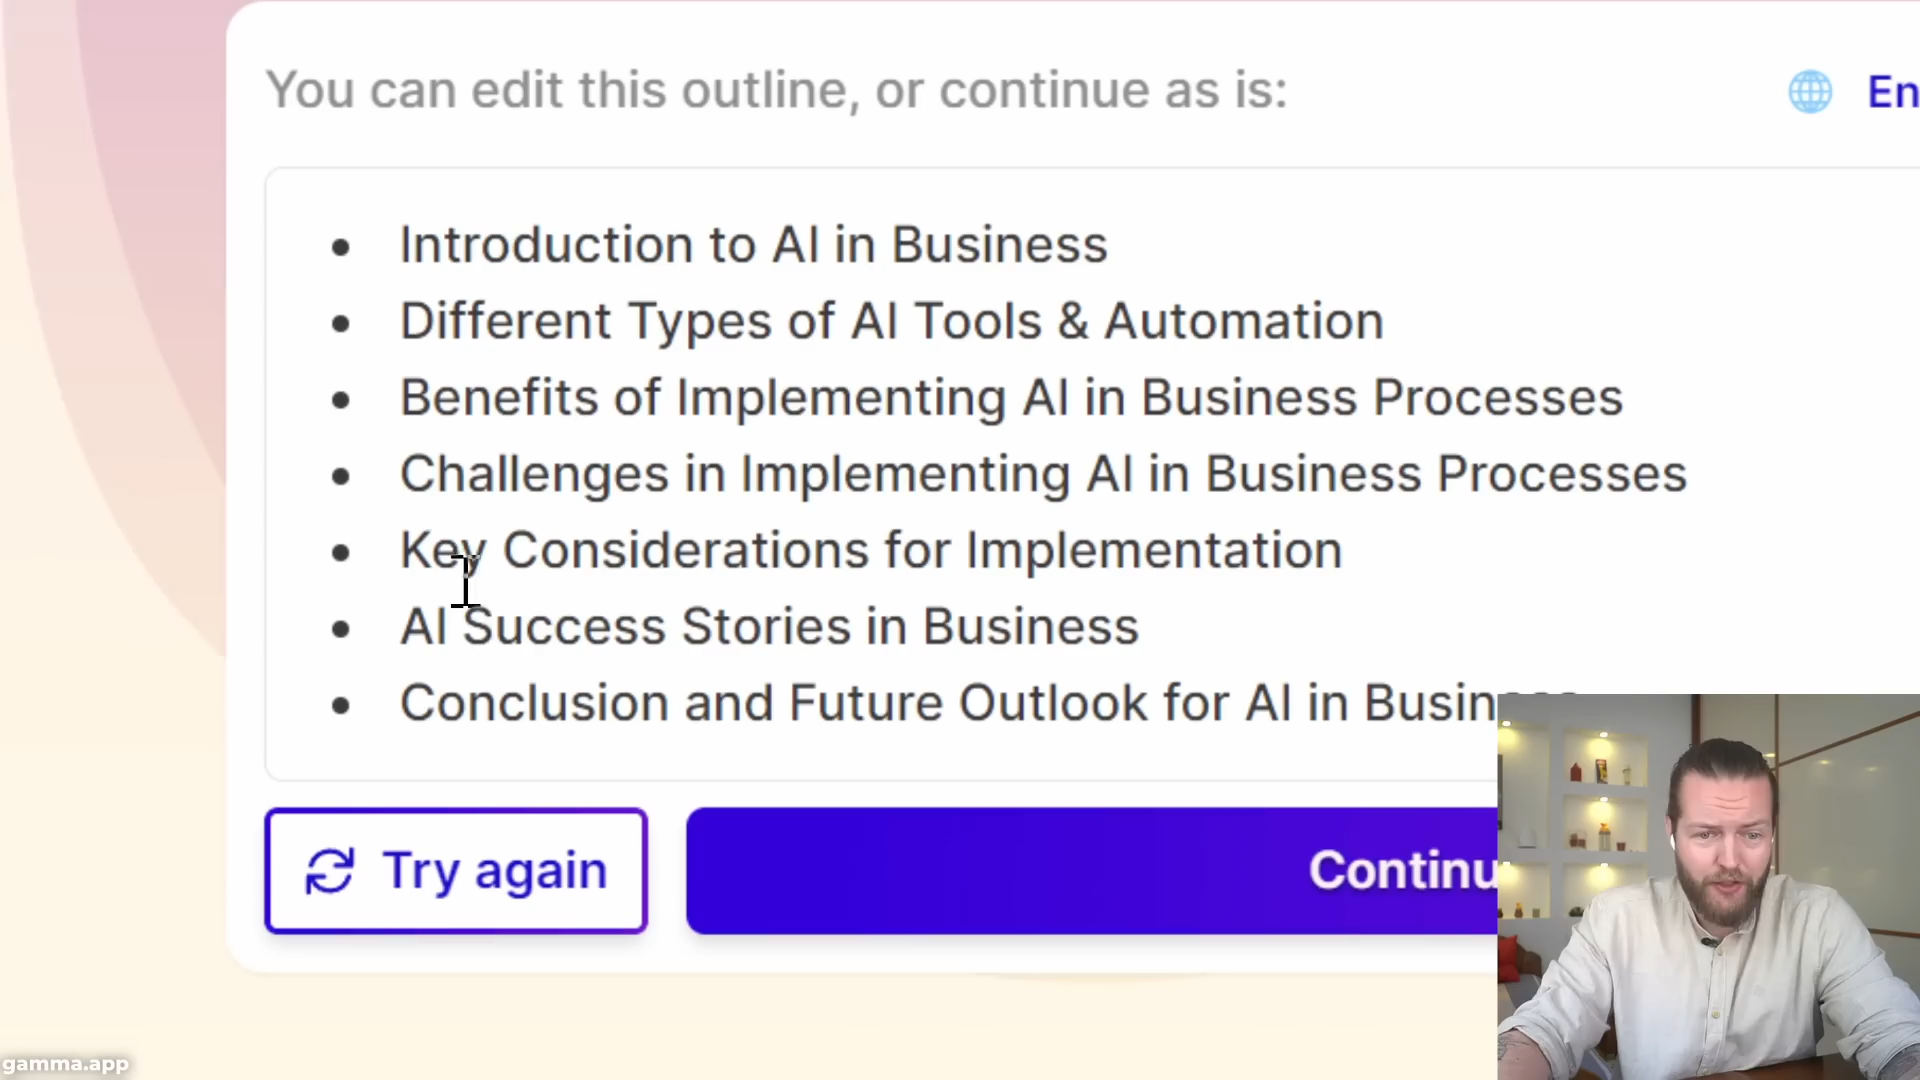 You can edit this outline, or continue as is:
En
• Introduction to AI in Business
• Different Types of AI Tools & Automation
• Benefits of Implementing AI in Business Processes
• Challenges in Implementing AI in Business Processes
• Key Considerations for Implementation
• AI Success Stories in Business
• Conclusion and Future Outlook for AI in Busin
Try again
Continu
gamma.app